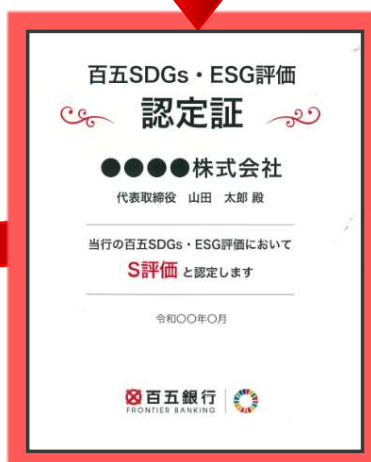 百五SDGs・ESG評価
認定証
●●●●株式会社
代表取締役 山田 太郎 殿
当行の百五SDGs・ESG評価において
S評価 と認定します
令和〇〇年〇月
百五銀行
FRONTIER BANKING